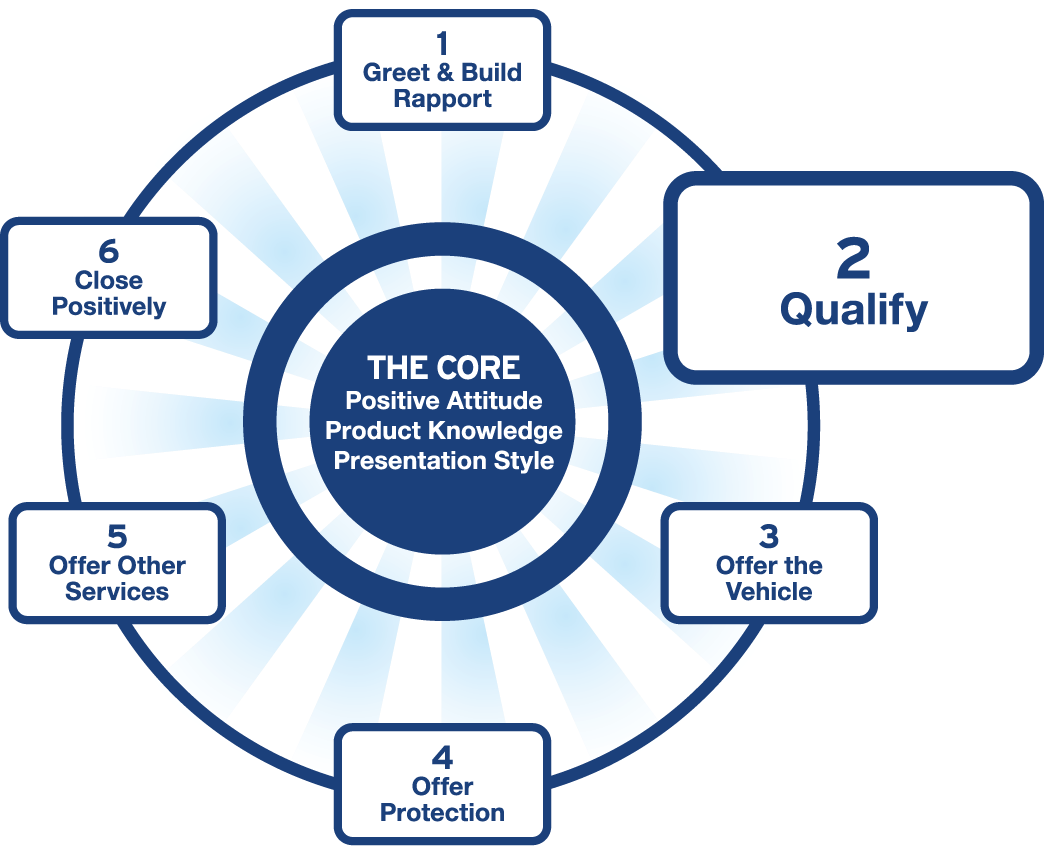 1
Greet & Build
Rapport
2
Qualify
6
Close
Positively
THE CORE
Positive Attitude
Product Knowledge
Presentation Style
5
Offer Other
Services
3
Offer the
Vehicle
4
Offer
Protection